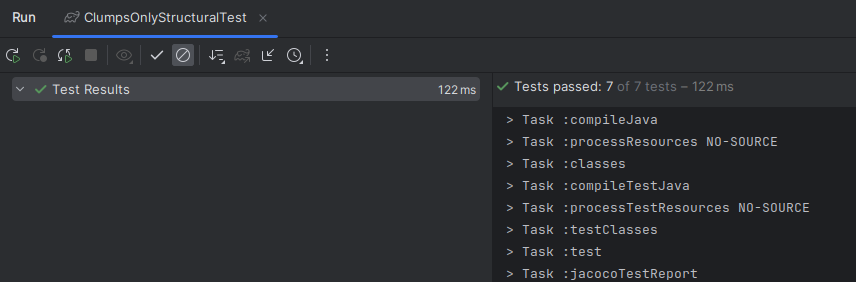 Run ClumpsOnlyStructuralTest
Test Results 122 ms
Tests passed: 7 of 7 tests – 122 ms
> Task :compileJava
> Task :processResources NO-SOURCE
> Task :classes
> Task :compileTestJava
> Task :processTestResources NO-SOURCE
> Task :testClasses
> Task :test
> Task :jacocoTestReport